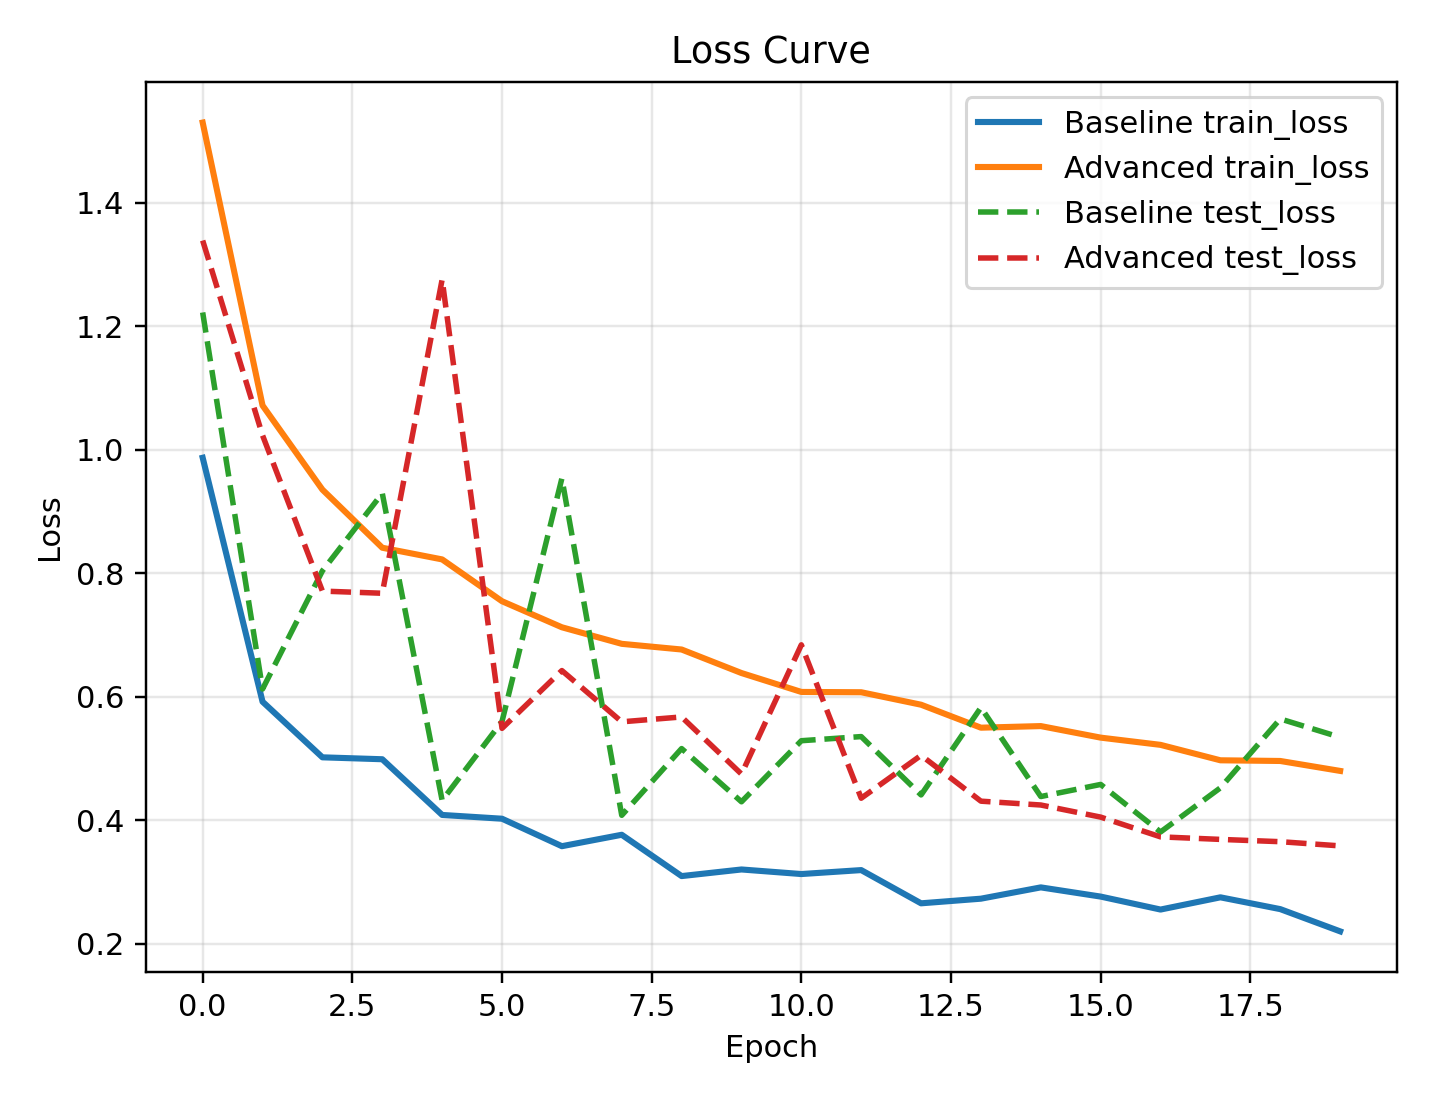 Loss Curve
Baseline train_loss
Advanced train_loss
Baseline test_loss
Advanced test_loss
1.4
1.2
1.0
0.8
0.6
0.4
0.2
Loss
0.0 2.5 5.0 7.5 10.0 12.5 15.0 17.5
Epoch